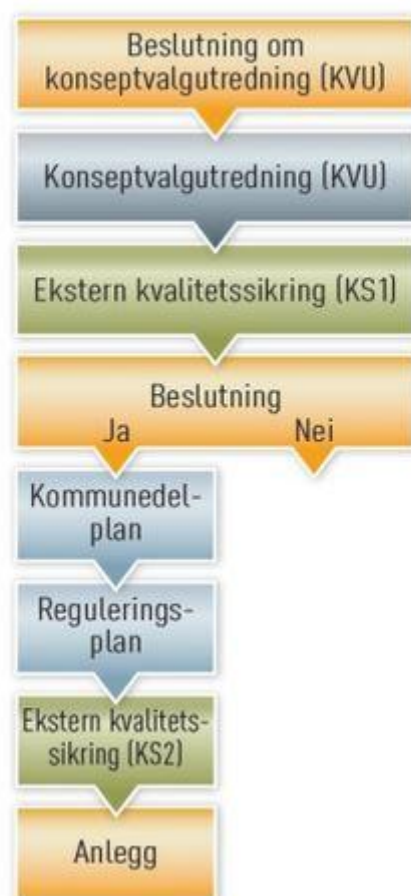 Beslutning om
konseptvalgutredning (KVU)
Konseptvalgutredning (KVU)
Ekstern kvalitetssikring (KS1)
Beslutning
Ja Nei
Kommunedel-
plan
Regulerings-
plan
Ekstern kvalitets-
sikring (KS2)
Anlegg